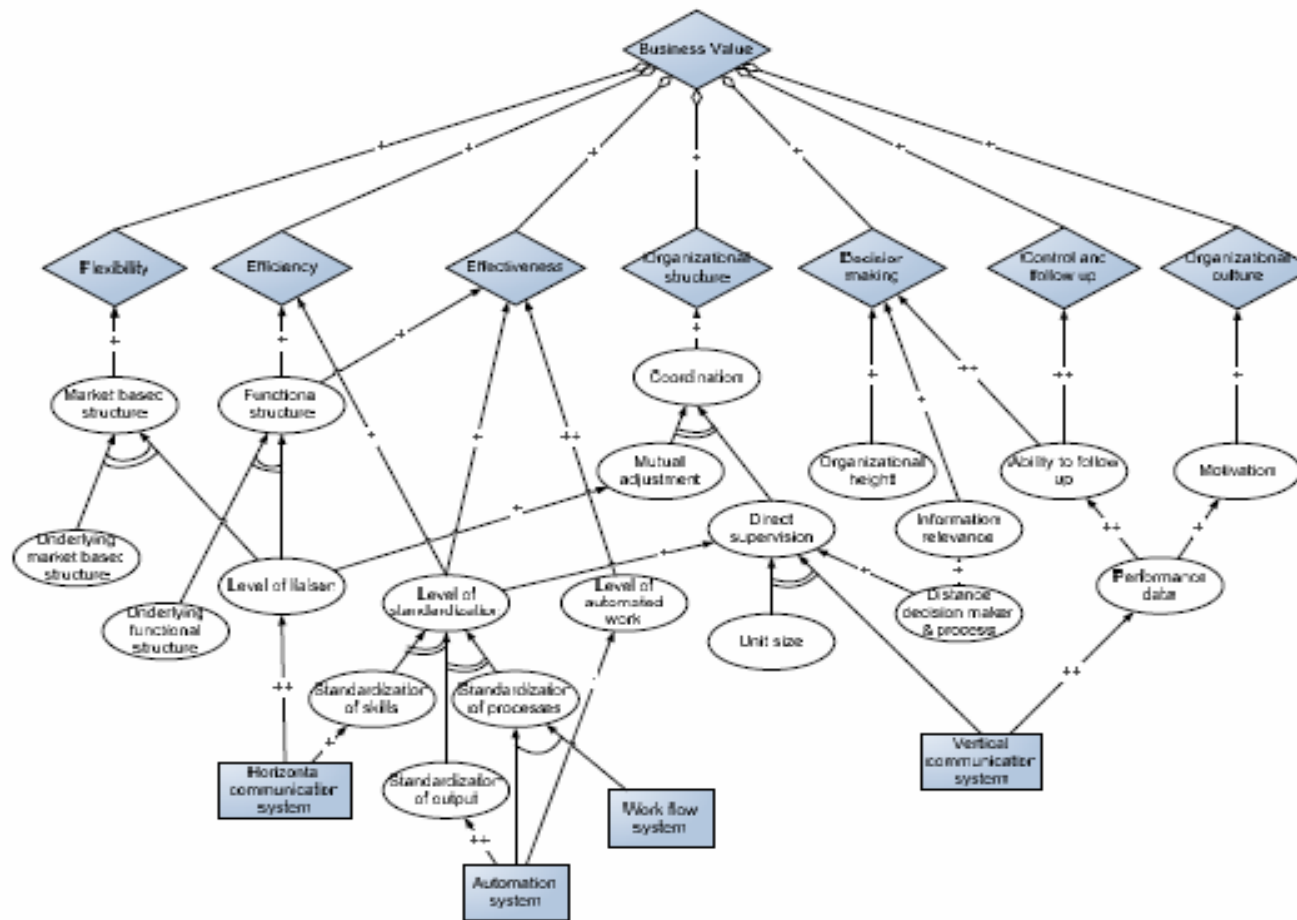 Business Value
Flexibility
Efficiency
Effectiveness
Organizational
structure
Decision
making
Control and
follow up
Organizational
culture
Market based
structure
Functional
structure
Coordination
Mutual
adjustment
Organizational
height
Ability to follow
up
Motivation
Underlying
market based
structure
Direct
supervision
Information
relevance
Underlying
functional
structure
Level of liaison
Level of
standardization
Level of
automated
work
Unit size
Distance
decision maker
& process
Performance
data
Standardization
of skills
Standardization
of processes
Horizontal
communication
system
Standardization
of output
Work flow
system
Vertical
communication
system
Automation
system